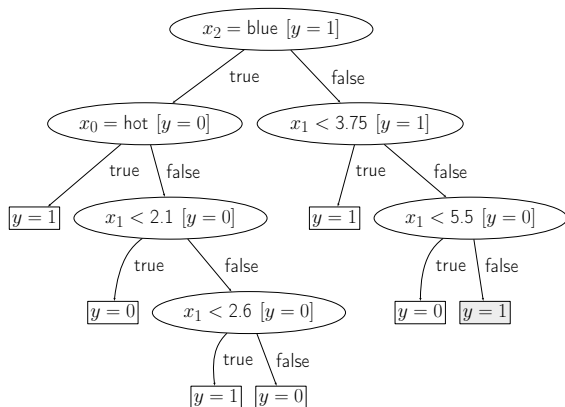 x₂ = blue [y = 1]
true false
x₀ = hot [y = 0] x₁ < 3.75 [y = 1]
true false true false
y = 1 x₁ < 2.1 [y = 0] y = 1 x₁ < 5.5 [y = 0]
true false true false
y = 0 x₁ < 2.6 [y = 0] y = 0 y = 1
true false
y = 1 y = 0